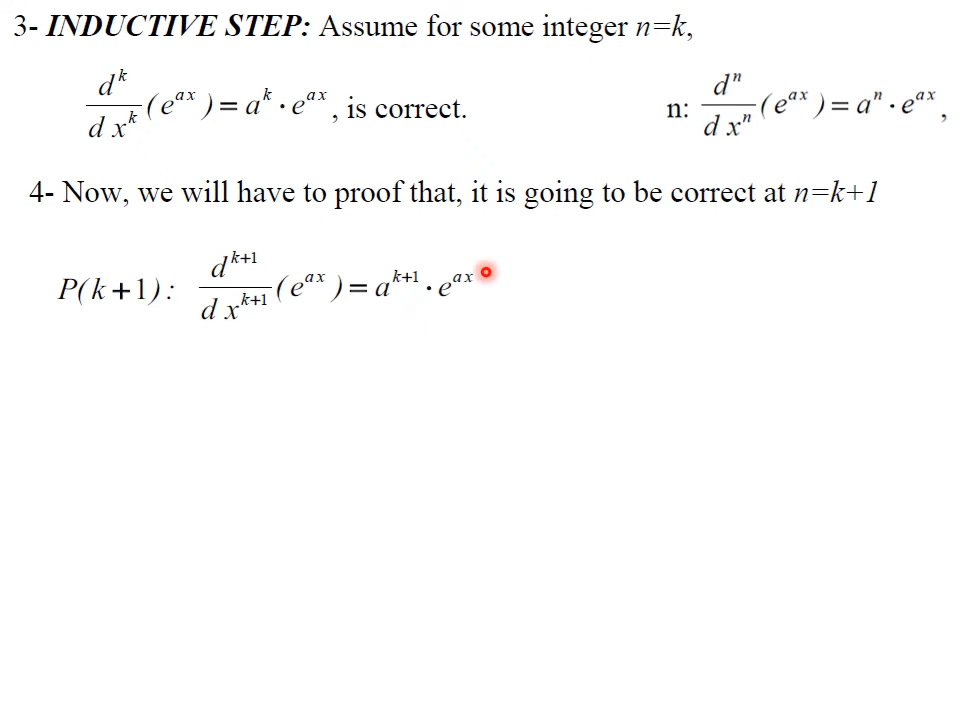 3- INDUCTIVE STEP: Assume for some integer n=k,
d^k/dx^k (e^{ax}) = a^k · e^{ax}, is correct. n: d^n/dx^n (e^{ax}) = a^n · e^{ax},
4- Now, we will have to proof that, it is going to be correct at n=k+1
P(k+1): d^{k+1}/dx^{k+1} (e^{ax}) = a^{k+1} · e^{ax}